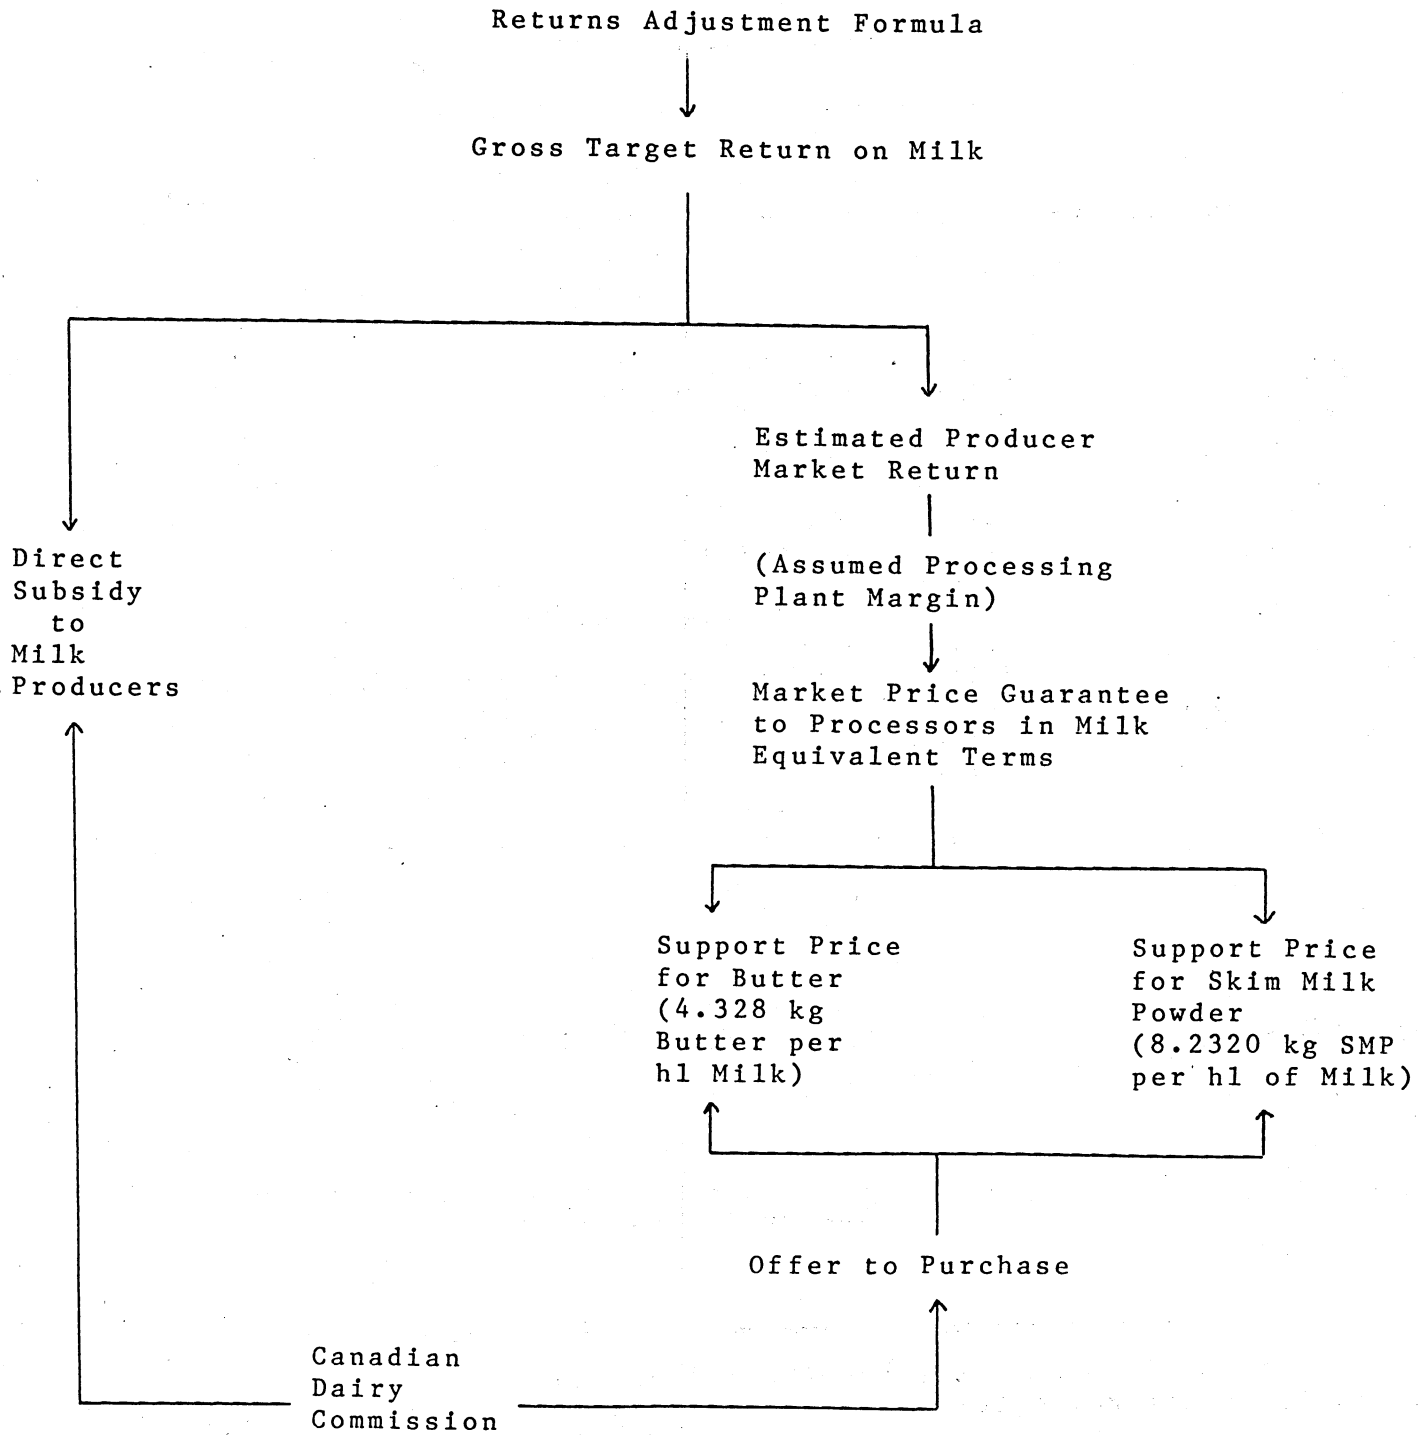 Returns Adjustment Formula
Gross Target Return on Milk
Estimated Producer
Market Return
(Assumed Processing
Plant Margin)
Direct
Subsidy
to
Milk
Producers
Market Price Guarantee
to Processors in Milk
Equivalent Terms
Support Price
for Butter
(4.328 kg
Butter per
hl Milk)
Support Price
for Skim Milk
Powder
(8.2320 kg SMP
per hl of Milk)
Offer to Purchase
Canadian
Dairy
Commission